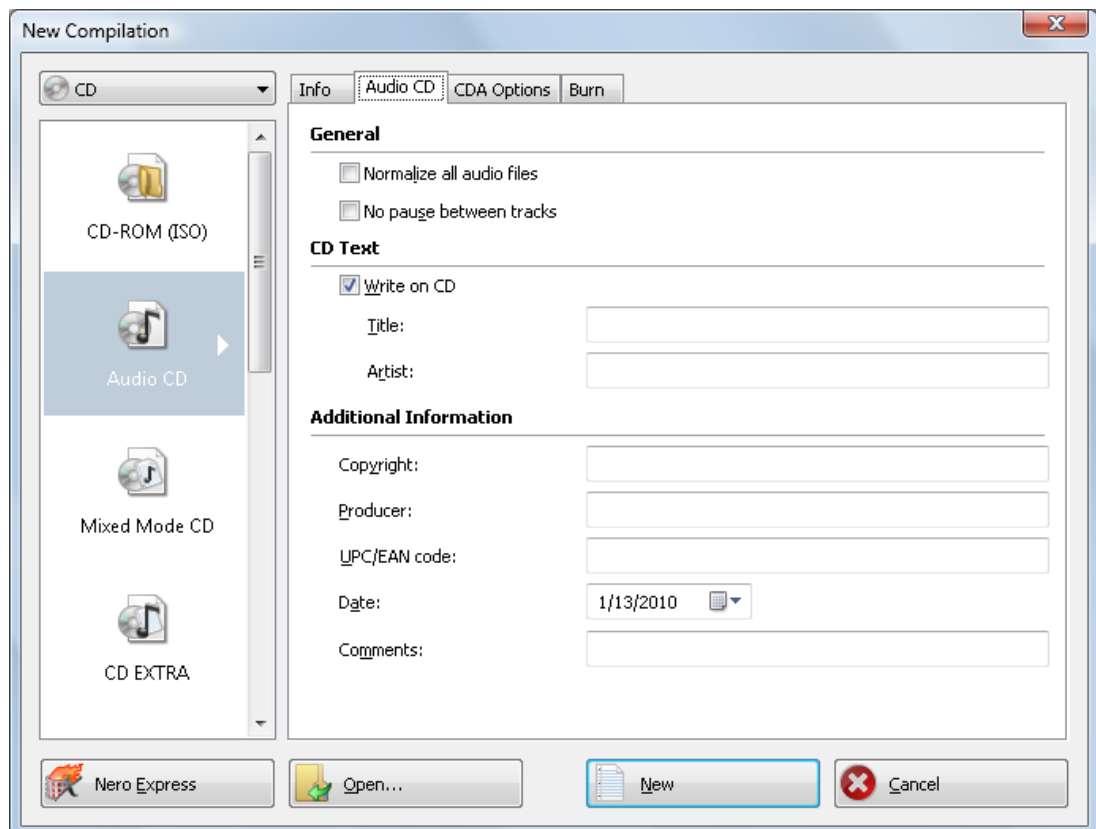 New Compilation
CD
Info Audio CD CDA Options Burn
CD-ROM (ISO)
Audio CD
Mixed Mode CD
CD EXTRA
General
Normalize all audio files
No pause between tracks
CD Text
Write on CD
Title:
Artist:
Additional Information
Copyright:
Producer:
UPC/EAN code:
Date: 1/13/2010
Comments:
Nero Express Open... New Cancel